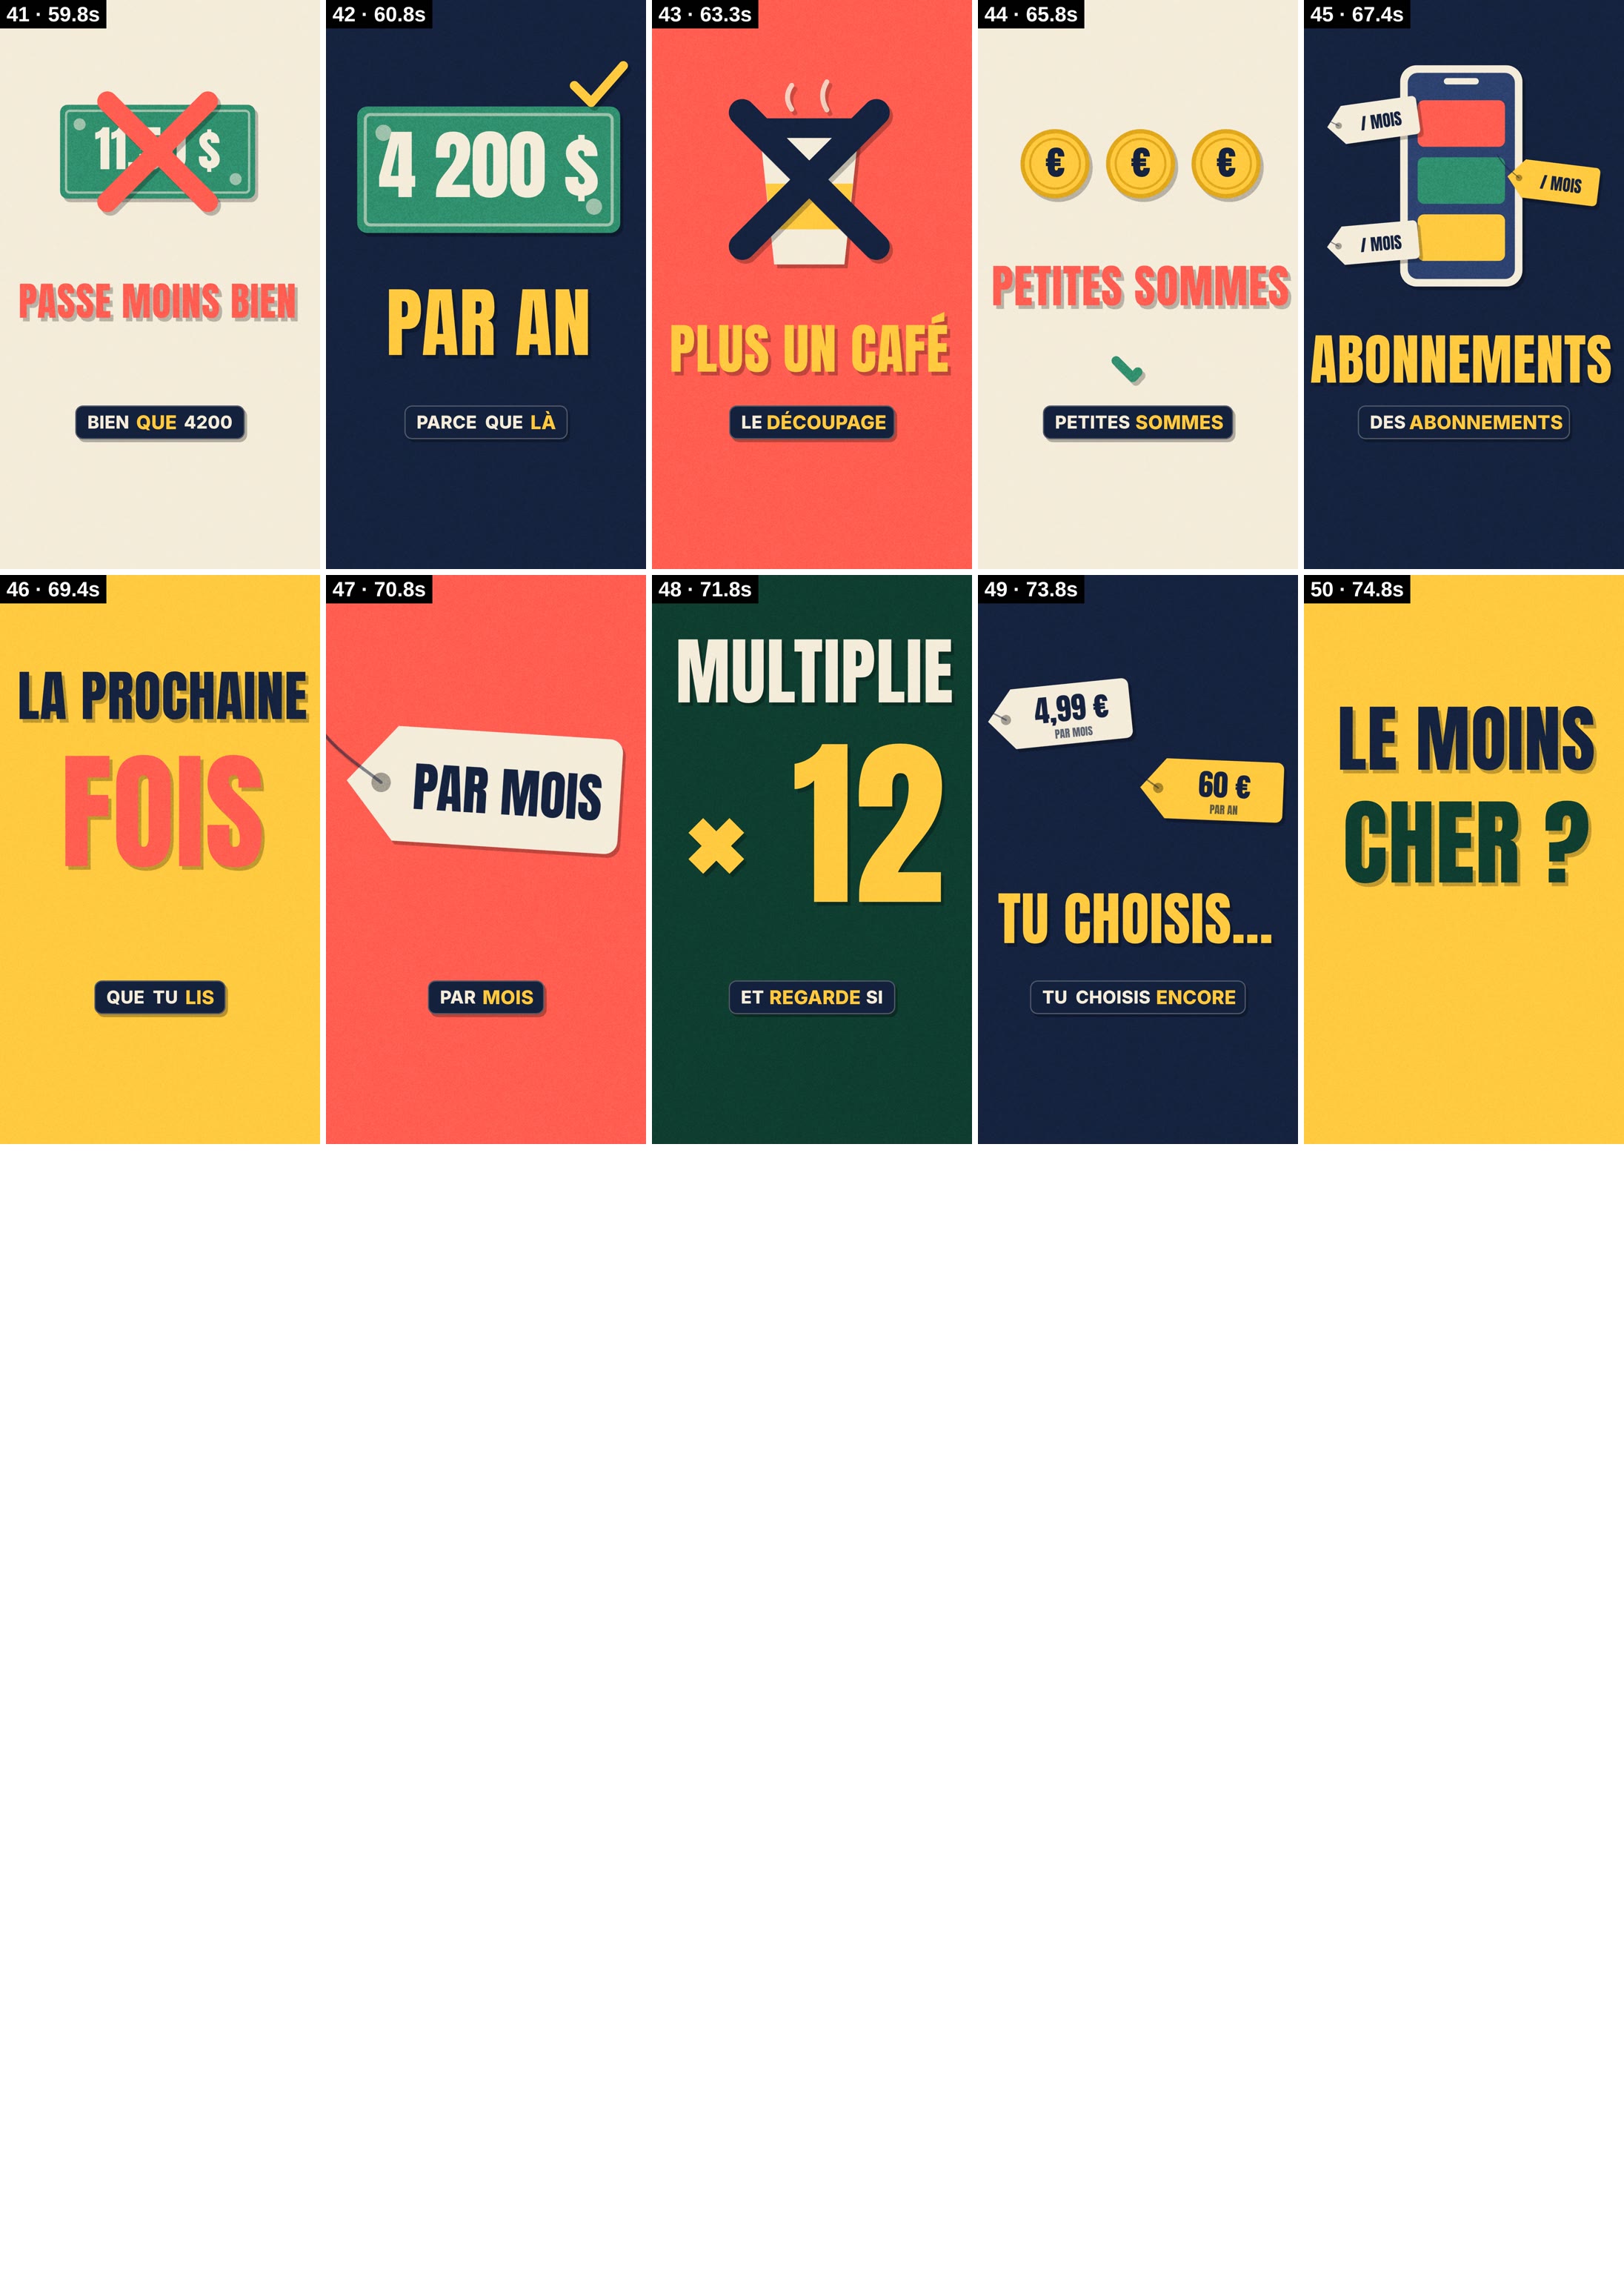 41 · 59.8s
$
PASSE MOINS BIEN
BIEN QUE 4200
42 · 60.8s
4 200 $
PAR AN
PARCE QUE LÀ
43 · 63.3s
PLUS UN CAFÉ
LE DÉCOUPAGE
44 · 65.8s
€ € €
PETITES SOMMES
PETITES SOMMES
45 · 67.4s
/ MOIS
/ MOIS
/ MOIS
ABONNEMENTS
DES ABONNEMENTS
46 · 69.4s
LA PROCHAINE
FOIS
QUE TU LIS
47 · 70.8s
PAR MOIS
PAR MOIS
48 · 71.8s
MULTIPLIE
× 12
ET REGARDE SI
49 · 73.8s
4,99 €
PAR MOIS
60 €
PAR AN
TU CHOISIS...
TU CHOISIS ENCORE
50 · 74.8s
LE MOINS
CHER ?